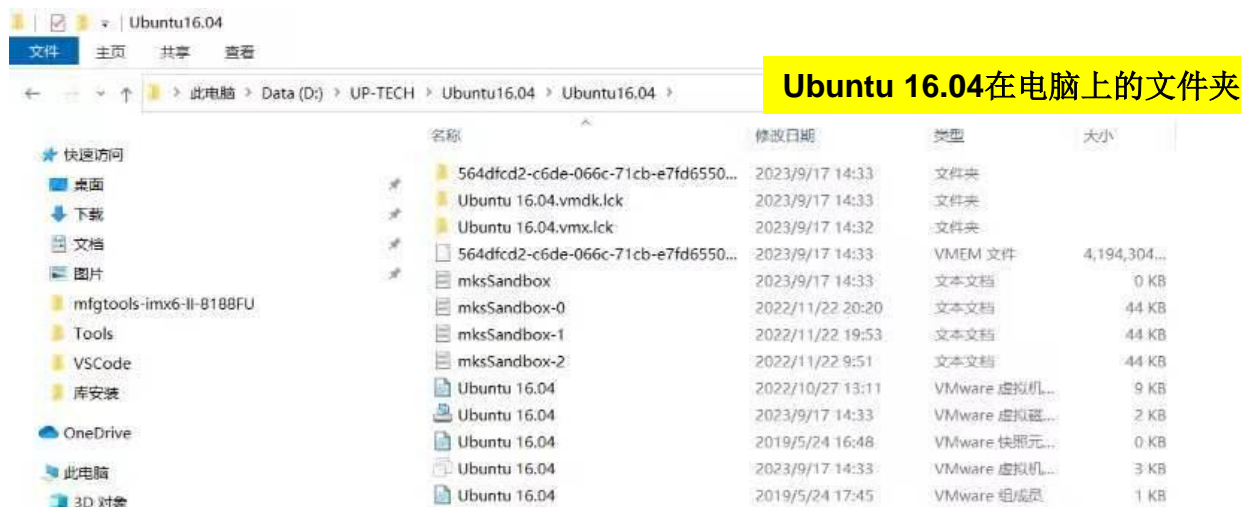 Ubuntu16.04
文件 主页 共享 查看
Ubuntu 16.04在电脑上的文件夹
此电脑 > Data (D:) > UP-TECH > Ubuntu16.04 > Ubuntu16.04 >
名称 修改日期 类型 大小
快速访问
桌面
下载
文档
图片
mfgtools-imx6-II-8188FU
Tools
VSCode
库安装
OneDrive
此电脑
3D 对象
564dfcd2-c6de-066c-71cb-e7fd6550... 2023/9/17 14:33 文件夹
Ubuntu 16.04.vmdk.lck 2023/9/17 14:33 文件夹
Ubuntu 16.04.vmx.lck 2023/9/17 14:32 文件夹
564dfcd2-c6de-066c-71cb-e7fd6550... 2023/9/17 14:33 VMEM 文件 4,194,304...
mksSandbox 2023/9/17 14:33 文本文档 0 KB
mksSandbox-0 2022/11/22 20:20 文本文档 44 KB
mksSandbox-1 2022/11/22 19:53 文本文档 44 KB
mksSandbox-2 2022/11/22 9:51 文本文档 44 KB
Ubuntu 16.04 2022/10/27 13:11 VMware 虚拟机... 9 KB
Ubuntu 16.04 2023/9/17 14:33 VMware 虚拟磁... 2 KB
Ubuntu 16.04 2019/5/24 16:48 VMware 快照元... 0 KB
Ubuntu 16.04 2023/9/17 14:33 VMware 虚拟机... 3 KB
Ubuntu 16.04 2019/5/24 17:45 VMware 组成员 1 KB